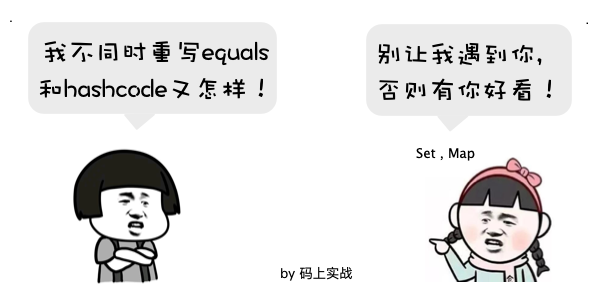 我不同时重写equals
和hashcode又怎样！
别让我遇到你，
否则有你好看！
Set , Map
by 码上实战